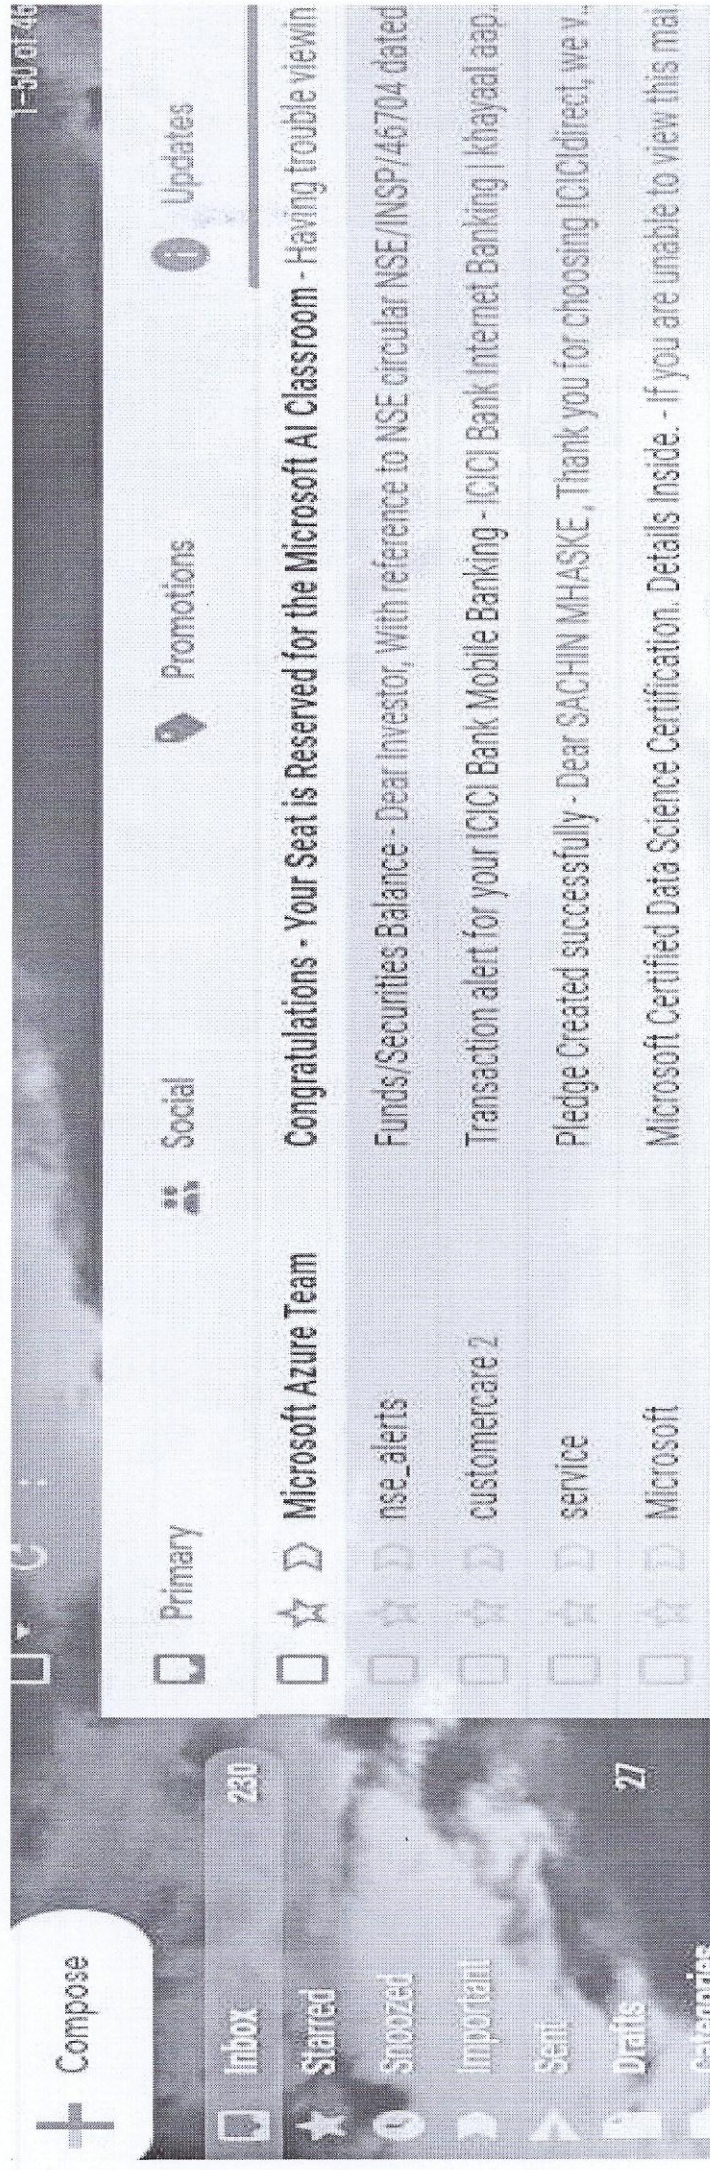 1–50 of 46
Compose
Primary
Social
Promotions
Updates
Inbox 230
Starred
Snoozed
Important
Sent
Drafts 27
Categories
Microsoft Azure Team Congratulations - Your Seat is Reserved for the Microsoft AI Classroom - Having trouble viewin
nse_alerts Funds/Securities Balance - Dear Investor, With reference to NSE circular NSE/INSP/46704 dated
customercare 2 Transaction alert for your ICICI Bank Mobile Banking - ICICI Bank Internet Banking | Khayaal aap...
service Pledge Created successfully - Dear SACHIN MHASKE, Thank you for choosing ICICIdirect, we v...
Microsoft Microsoft Certified Data Science Certification. Details Inside. - If you are unable to view this mai